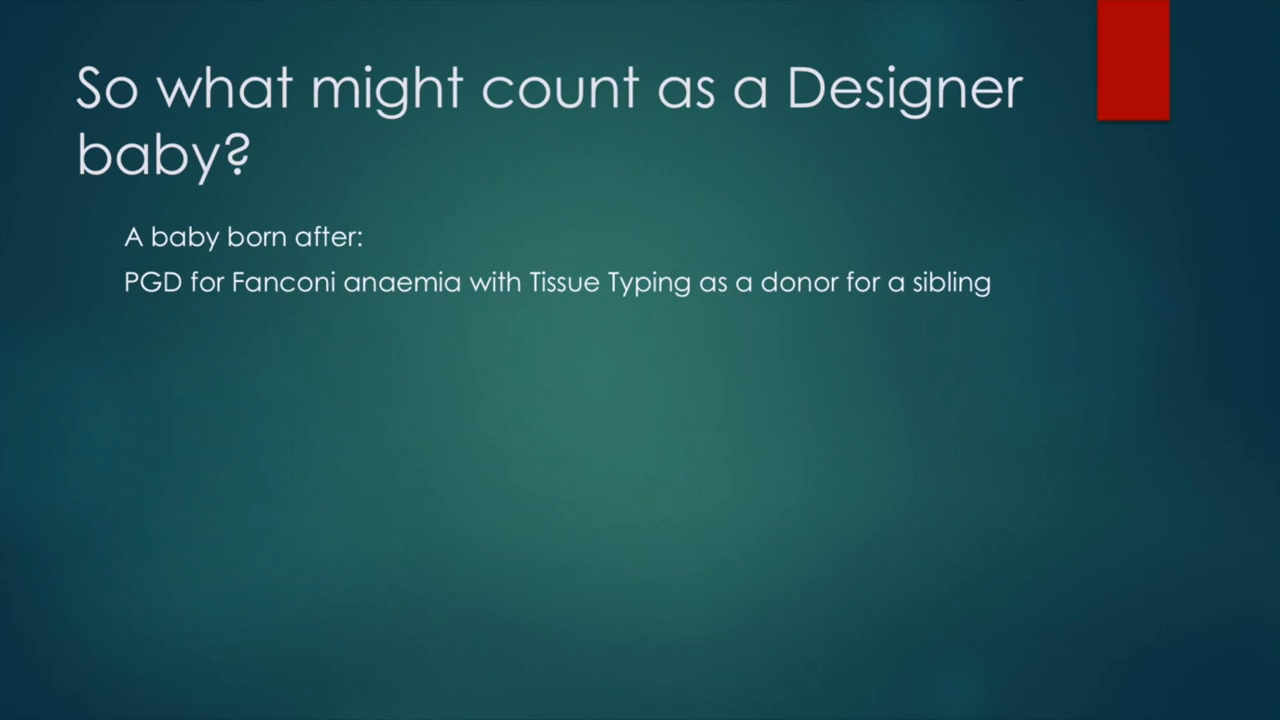 So what might count as a Designer
baby?
A baby born after:
PGD for Fanconi anaemia with Tissue Typing as a donor for a sibling